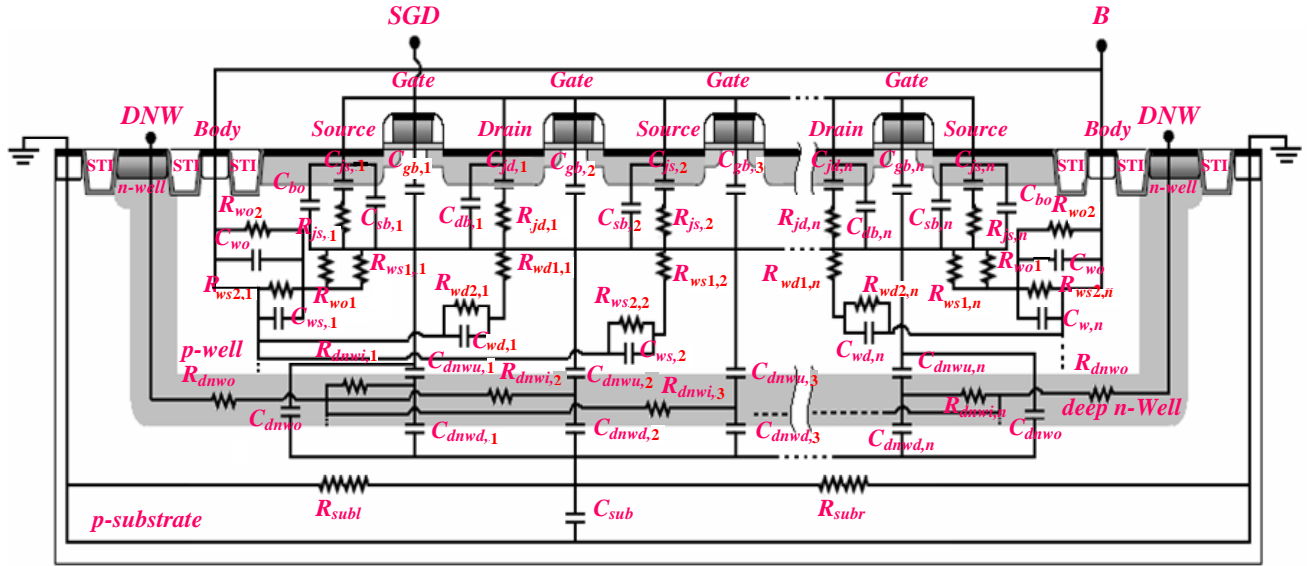 SGD B
Gate Gate Gate Gate
DNW DNW
Body Source Drain Source Drain Source Body
STI STI STI STI STI STI
n-well n-well
C_js,1 C_gb,1 C_jd,1 C_gb,2 C_js,2 C_gb,3 C_jd,n C_gb,n C_js,n
C_bo C_bo
R_wo2 R_js,1 C_sb,1 C_db,1 R_jd,1 C_sb,2 R_js,2 R_jd,n C_db,n C_sb,n R_js,n R_wo2
C_wo C_wo
R_ws2,1 R_wo1 R_ws1,1 R_wd1,1 R_ws1,2 R_wd1,n R_ws1,n R_wo1 R_ws2,n
R_wd2,1 R_ws2,2 R_wd2,n
C_ws,1 C_wd,1 C_ws,2 C_wd,n C_w,n
p-well R_dnwi,1 C_dnwu,1 C_dnwu,2 C_dnwu,3 C_dnwu,n
R_dnwo R_dnwi,2 R_dnwi,3 R_dnwi,n R_dnwo
deep n-Well
C_dnwo C_dnwd,1 C_dnwd,2 C_dnwd,3 C_dnwd,n C_dnwo
p-substrate R_subl C_sub R_subr